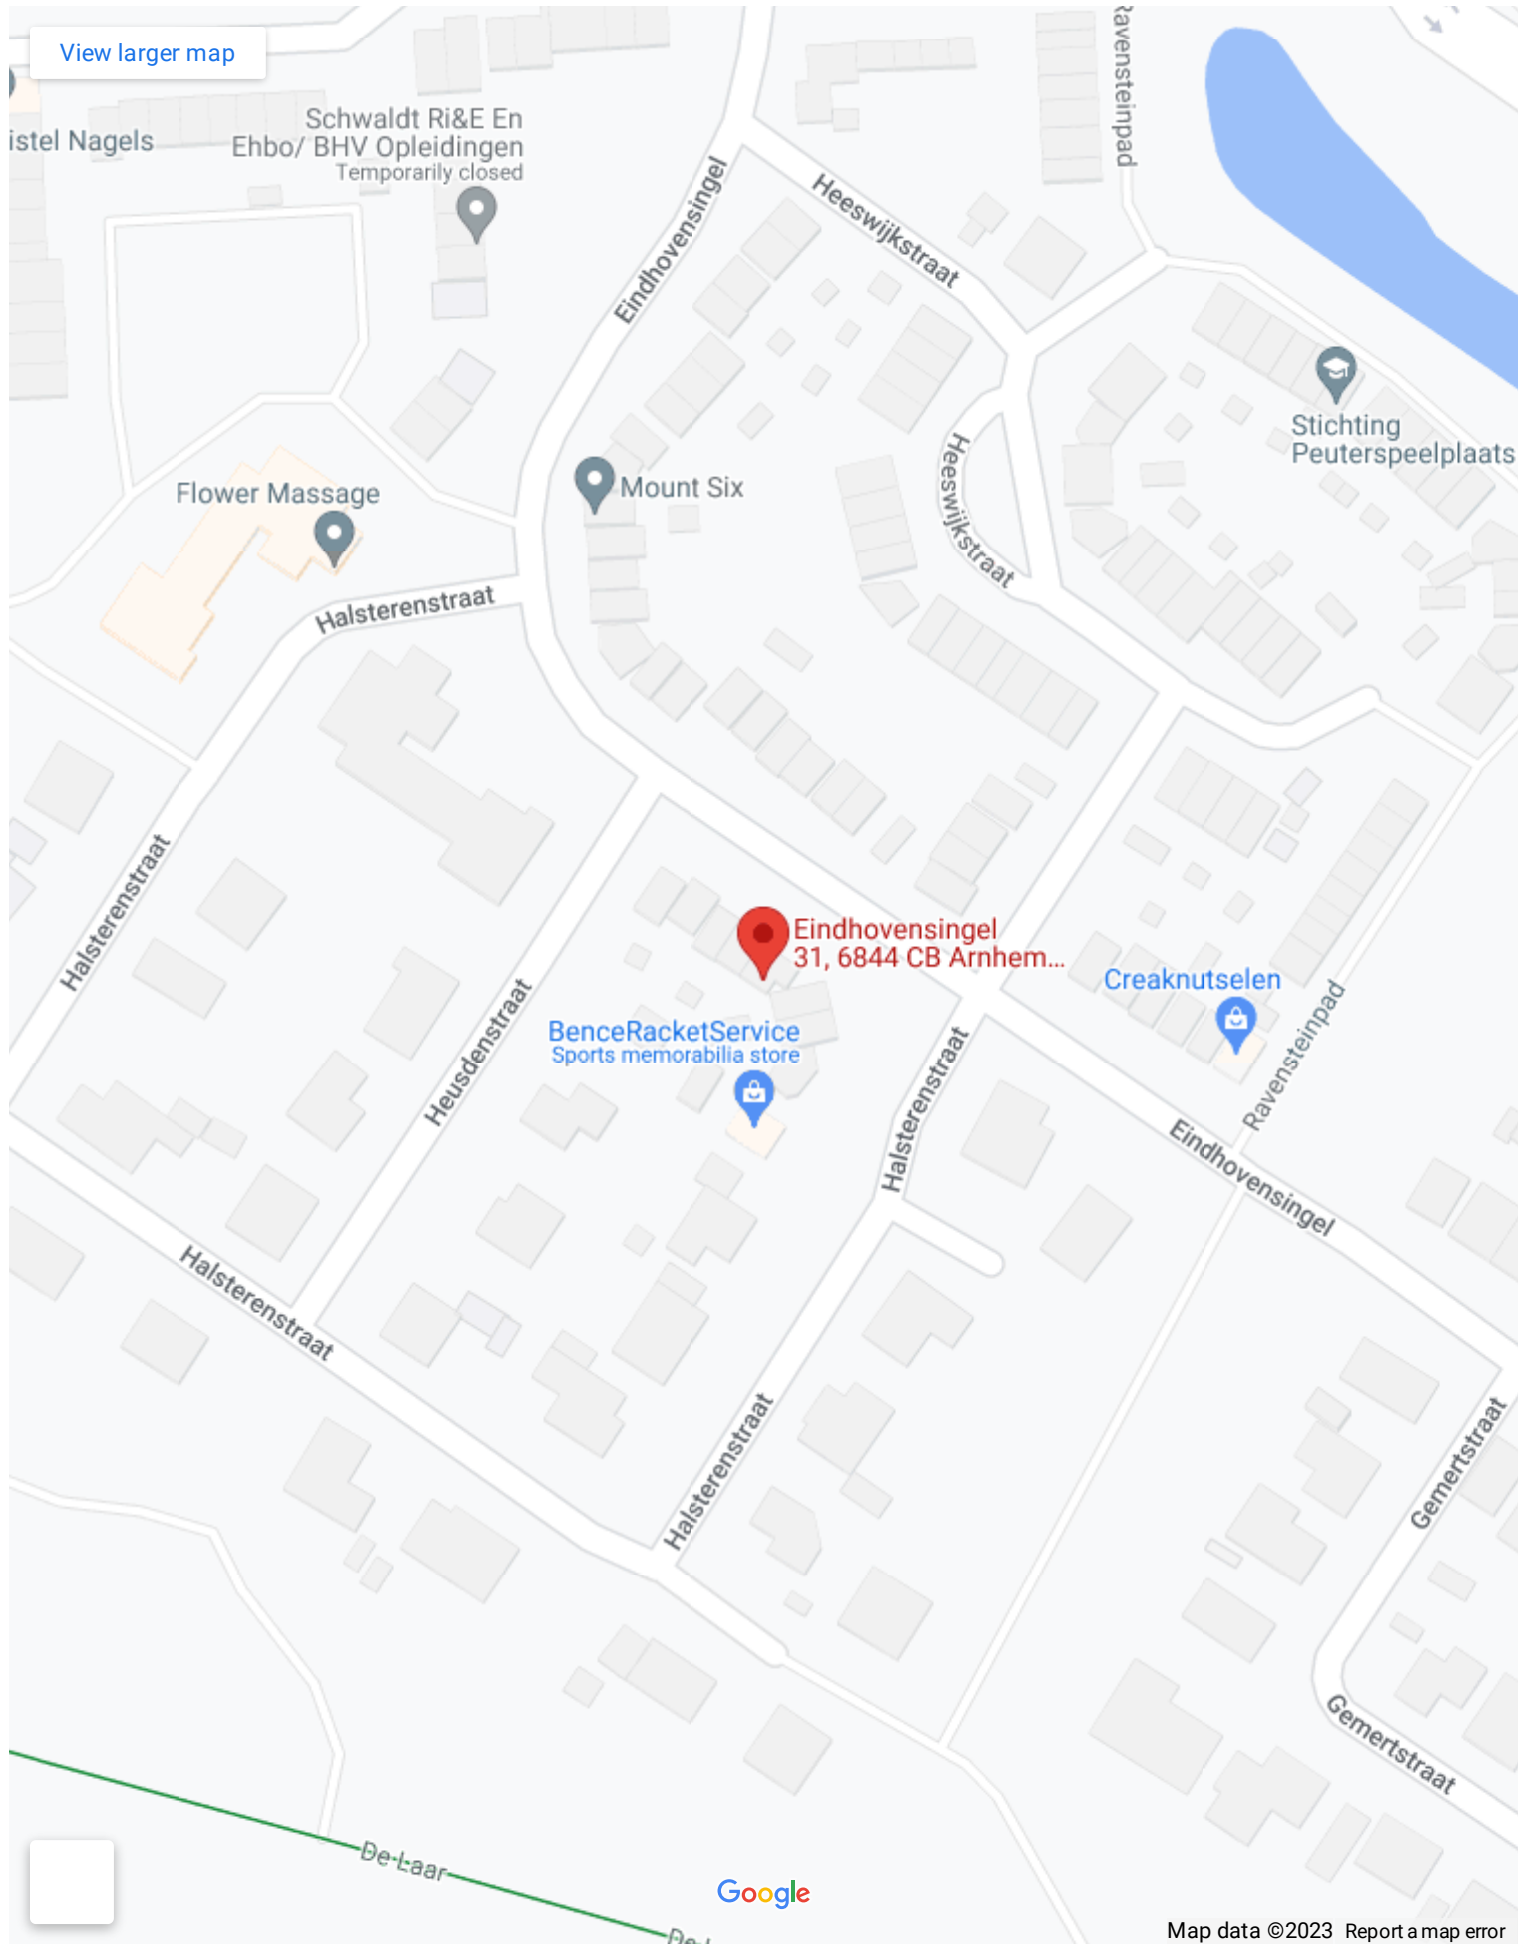 View larger map
Ravensteinpad
Schwaldt Ri&E En
Ehbo/ BHV Opleidingen
Temporarily closed
istel Nagels
Eindhovensingel
Heeswijkstraat
Stichting
Peuterspeelplaats
Heeswijkstraat
Mount Six
Flower Massage
Halsterenstraat
Halsterenstraat
Eindhovensingel
31, 6844 CB Arnhem...
Creaknutselen
Ravensteinpad
BenceRacketService
Sports memorabilia store
Heusdenstraat
Halsterenstraat
Eindhovensingel
Halsterenstraat
Halsterenstraat
Gemertstraat
Gemertstraat
De Laar
Google
De L
Map data ©2023 Report a map error